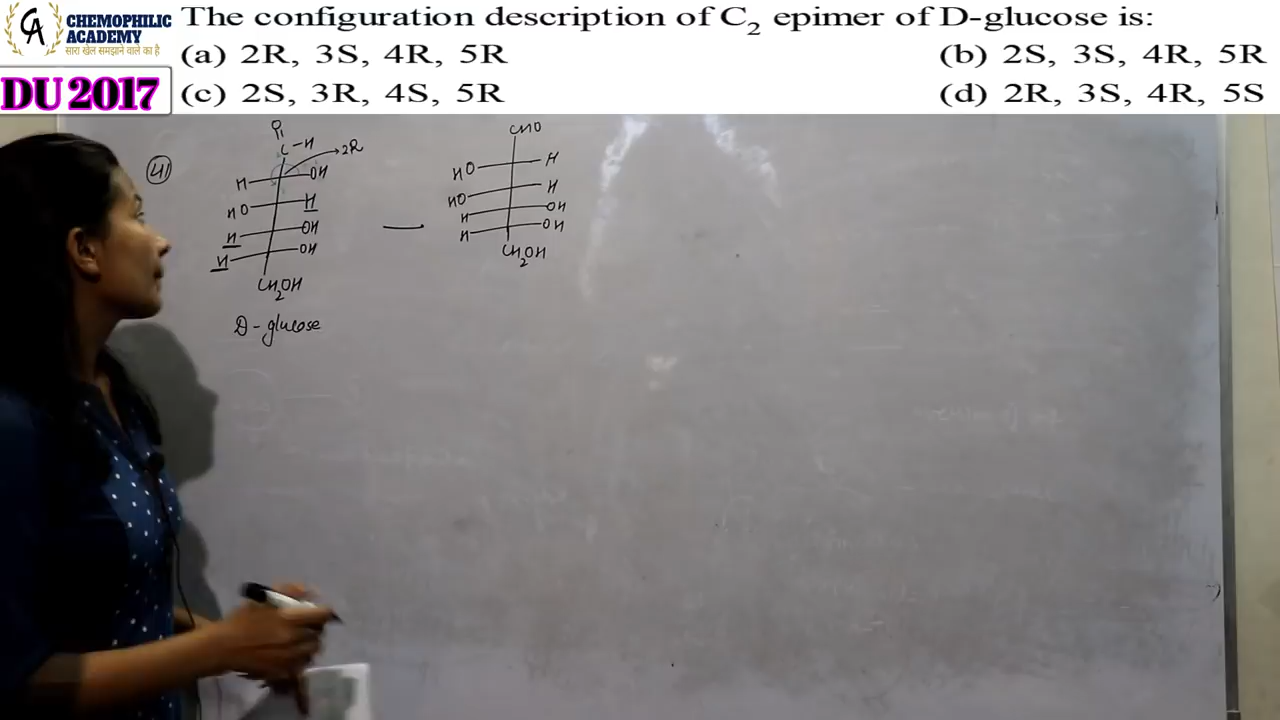 CHEMOPHILIC
ACADEMY
सारा खेल समझाने वाले का है
DU 2017
The configuration description of C2 epimer of D-glucose is:
(a) 2R, 3S, 4R, 5R
(b) 2S, 3S, 4R, 5R
(c) 2S, 3R, 4S, 5R
(d) 2R, 3S, 4R, 5S
41
O
C-H
2R
H OH
HO H
H OH
H OH
CH2OH
D-glucose
CHO
HO H
HO H
H OH
H OH
CH2OH